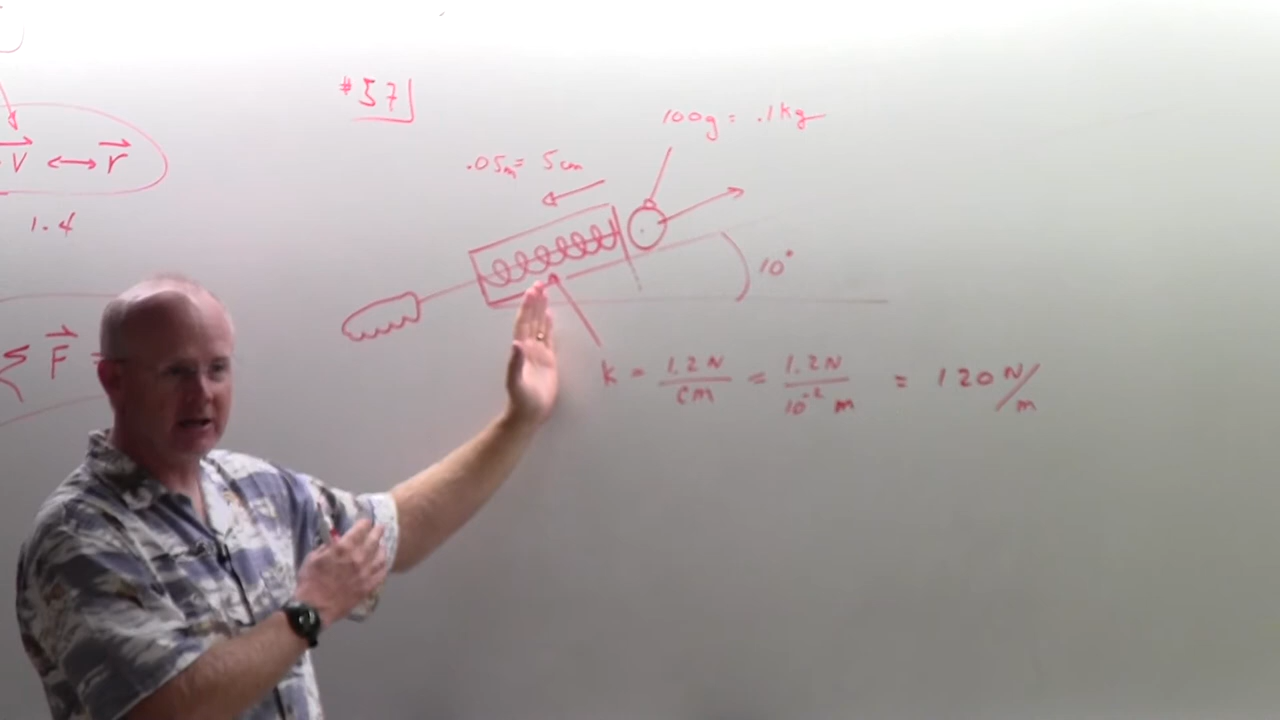 #57
100g = .1kg
.05m = 5cm
V ↔ r
1.4
10°
Σ F =
k = 1.2N/cm = 1.2N/10⁻² m = 120 N/m